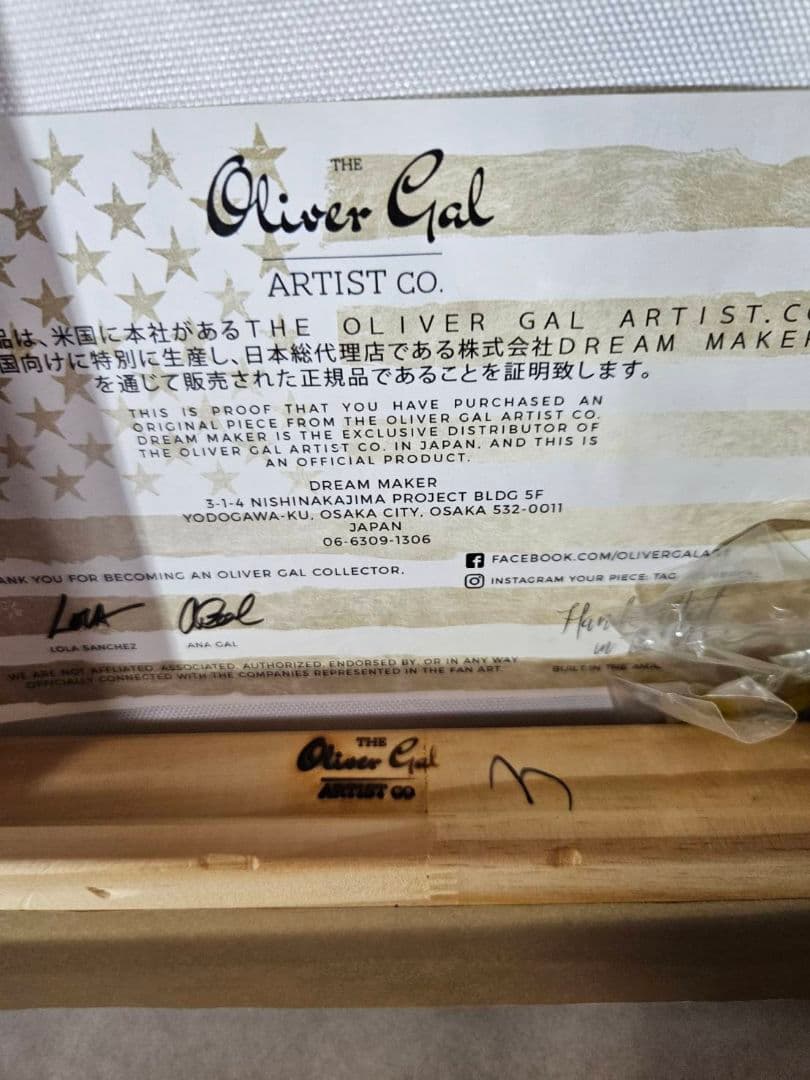 THE
Oliver Gal
ARTIST CO.
品は、米国に本社があるTHE OLIVER GAL ARTIST.CO
国向けに特別に生産し、日本総代理店である株式会社DREAM MAKER
を通じて販売された正規品であることを証明致します。
THIS IS PROOF THAT YOU HAVE PURCHASED AN
ORIGINAL PIECE FROM THE OLIVER GAL ARTIST CO.
DREAM MAKER IS THE EXCLUSIVE DISTRIBUTOR OF
THE OLIVER GAL ARTIST CO. IN JAPAN. AND THIS IS
AN OFFICIAL PRODUCT.
DREAM MAKER
3-1-4 NISHINAKAJIMA PROJECT BLDG 5F
YODOGAWA-KU, OSAKA CITY, OSAKA 532-0011
JAPAN
06-6309-1306
FACEBOOK.COM/OLIVERGALA
INSTAGRAM YOUR PIECE: TAG
ANK YOU FOR BECOMING AN OLIVER GAL COLLECTOR.
LOLA SANCHEZ
ANA GAL
WE ARE NOT AFFILIATED, ASSOCIATED, AUTHORIZED, ENDORSED BY, OR IN ANY WAY
OFFICIALLY CONNECTED WITH THE COMPANIES REPRESENTED IN THE FAN ART.
BUILT IN THE
THE
Oliver Gal
ARTIST CO